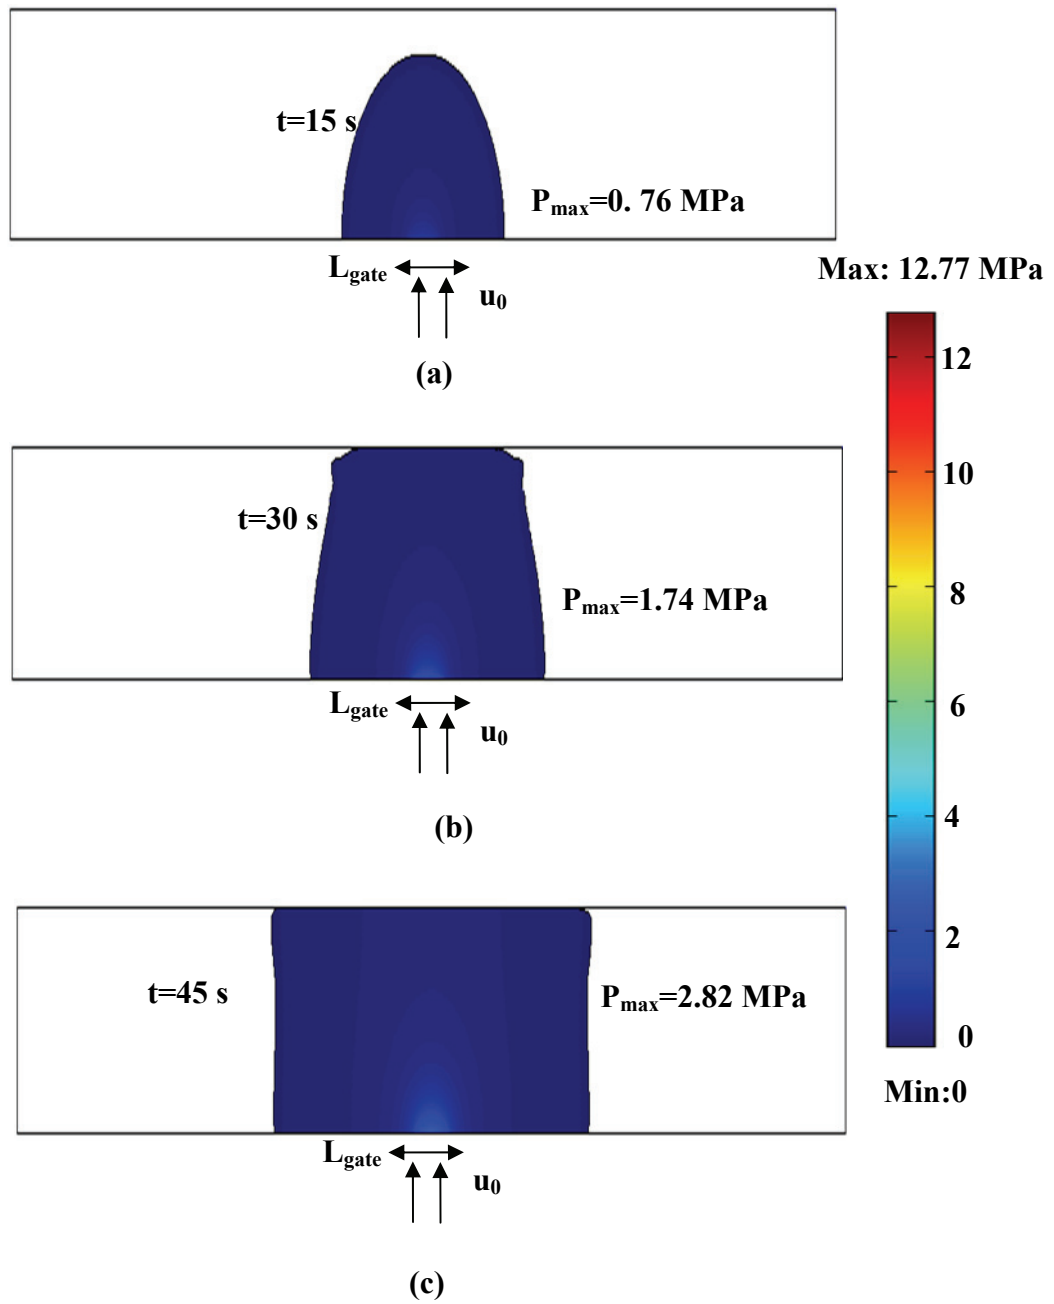 t=15 s
Pmax=0. 76 MPa
Lgate
u0
(a)
Max: 12.77 MPa
12
10
8
6
4
2
0
Min:0
t=30 s
Pmax=1.74 MPa
Lgate
u0
(b)
t=45 s
Pmax=2.82 MPa
Lgate
u0
(c)